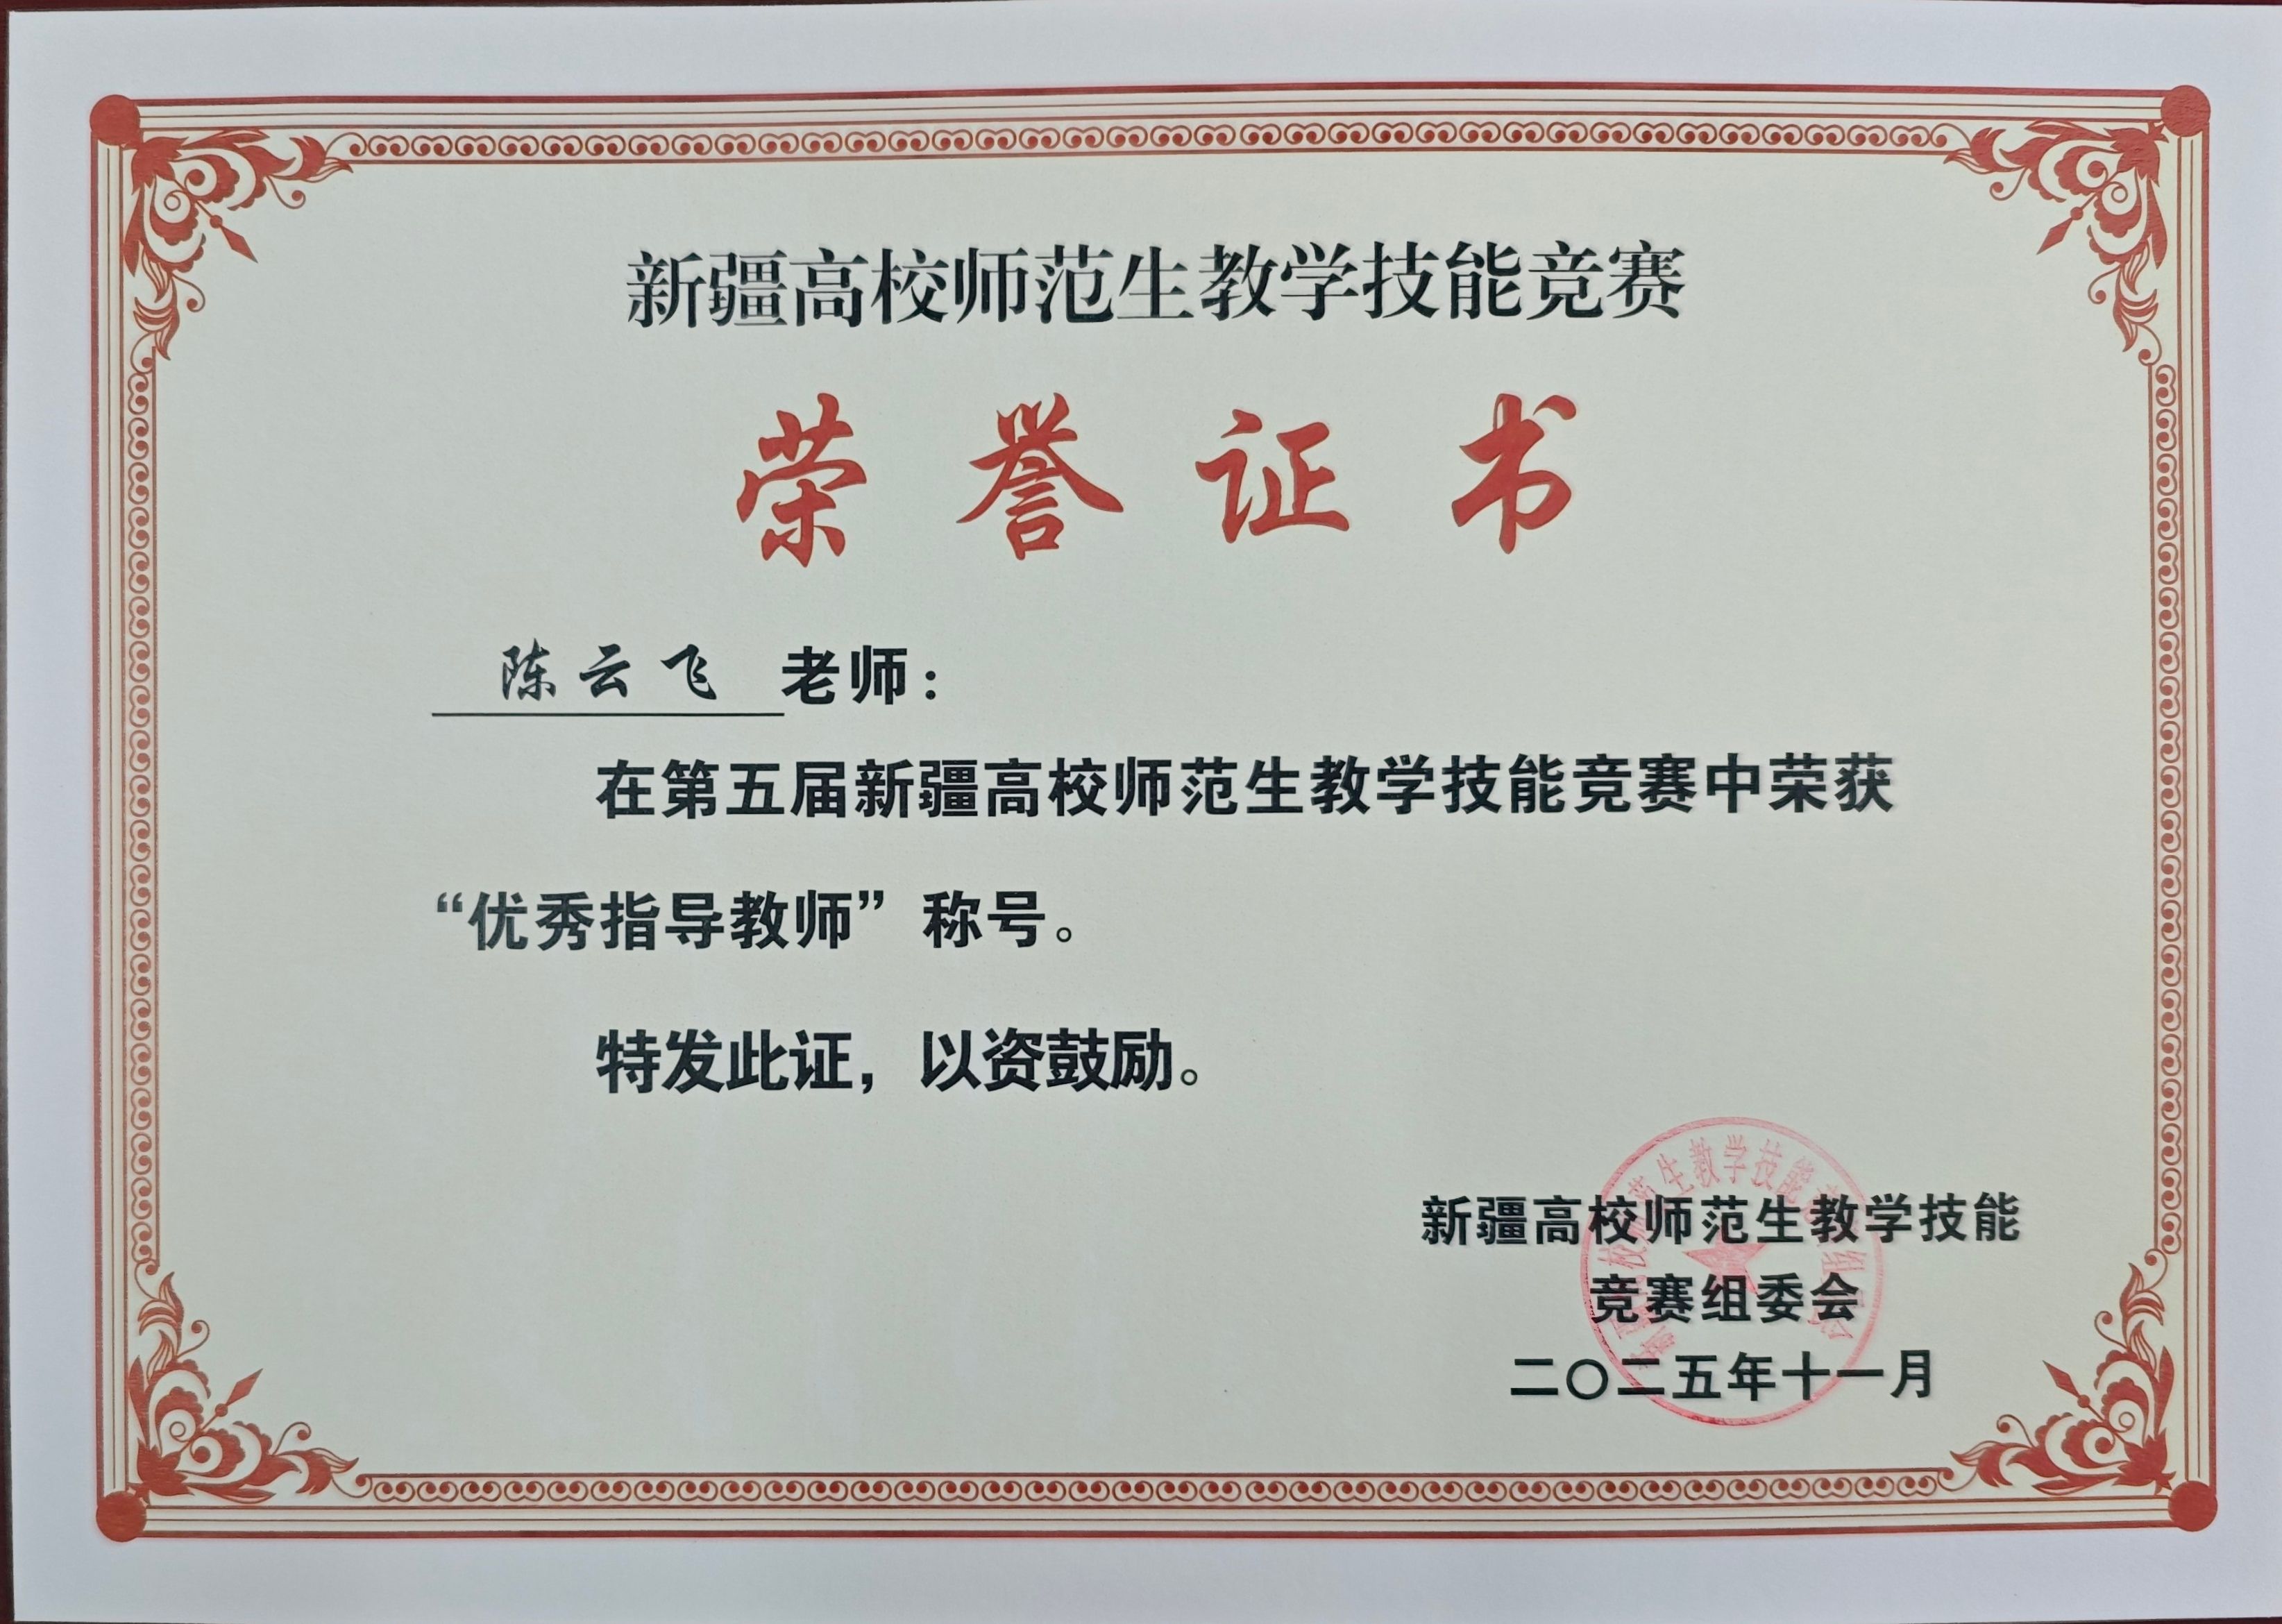 新疆高校师范生教学技能竞赛
荣誉证书
陈云飞 老师：
在第五届新疆高校师范生教学技能竞赛中荣获
“优秀指导教师”称号。
特发此证，以资鼓励。
新疆高校师范生教学技能
竞赛组委会
二〇二五年十一月